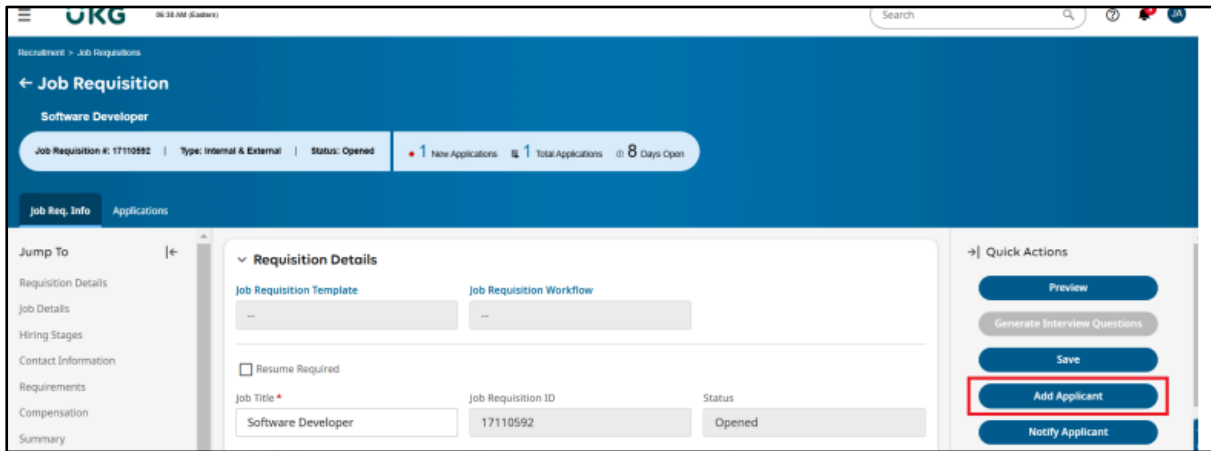 UKG
06:38 AM (Eastern)
Search
JA
Recruitment > Job Requisitions
← Job Requisition
Software Developer
Job Requisition #: 17110592 | Type: Internal & External | Status: Opened
1 New Applications 1 Total Applications 8 Days Open
Job Req. Info
Applications
Jump To
Requisition Details
Job Details
Hiring Stages
Contact Information
Requirements
Compensation
Summary
Requisition Details
Job Requisition Template
Job Requisition Workflow
--
--
Resume Required
Job Title *
Job Requisition ID
Status
Software Developer
17110592
Opened
Quick Actions
Preview
Generate Interview Questions
Save
Add Applicant
Notify Applicant